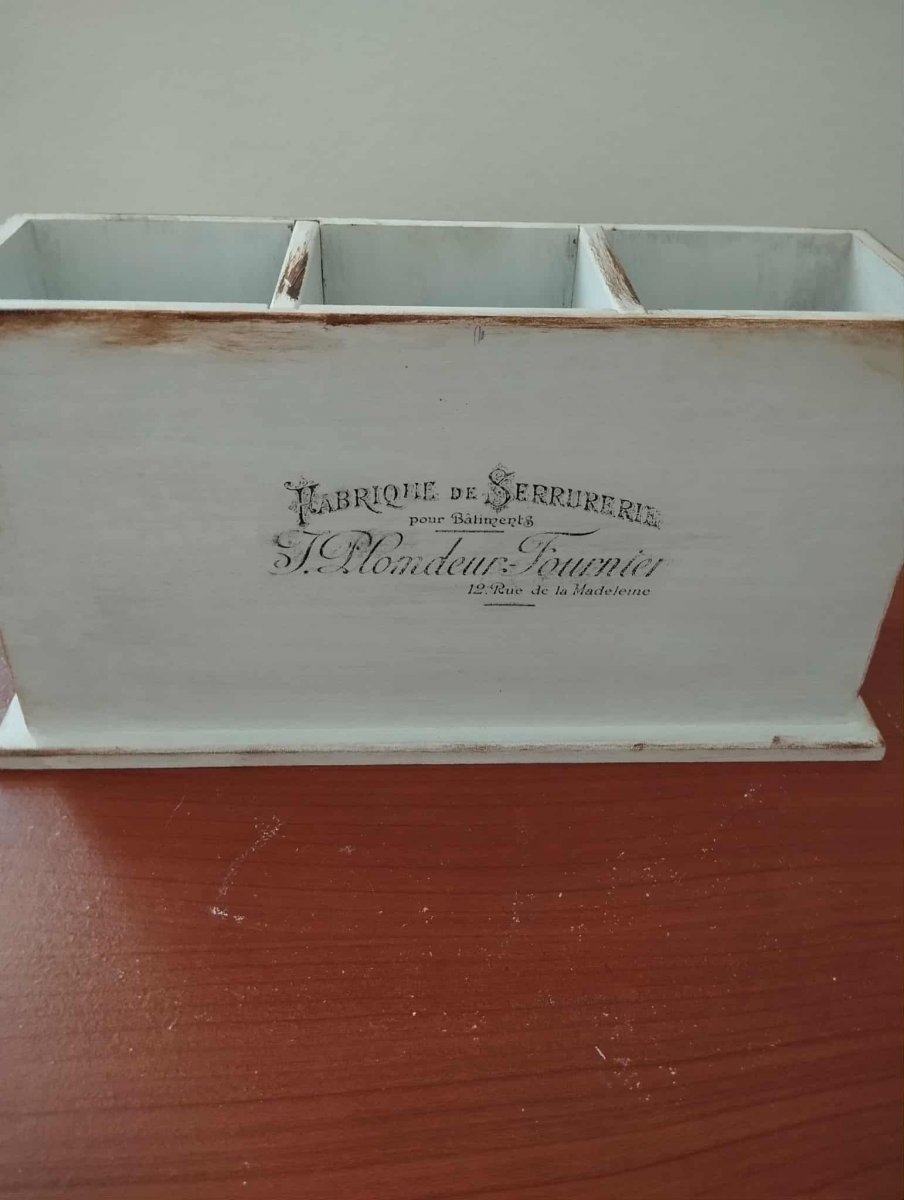 FABRIQUE DE SERRURERIE
pour Bâtiments
J. Plomdeur-Fournier
12. Rue de la Madeleine